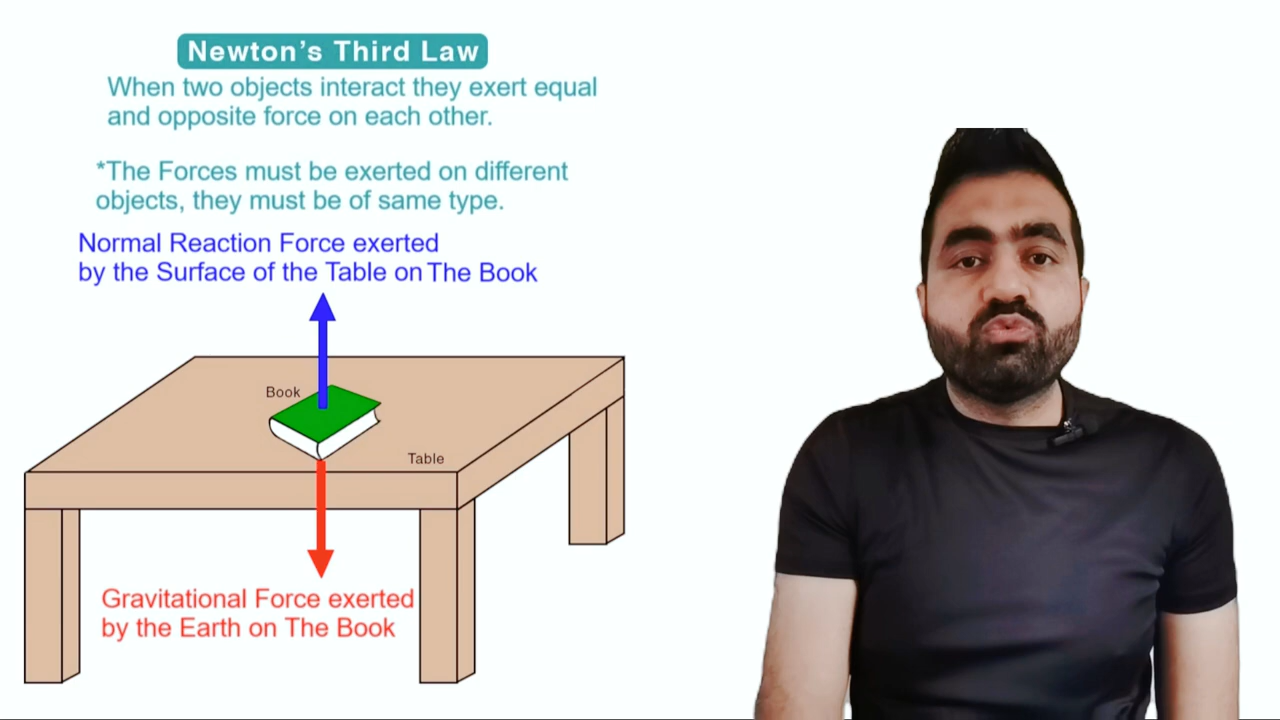 Newton's Third Law
When two objects interact they exert equal
and opposite force on each other.
*The Forces must be exerted on different
objects, they must be of same type.
Normal Reaction Force exerted
by the Surface of the Table on The Book
Book
Table
Gravitational Force exerted
by the Earth on The Book